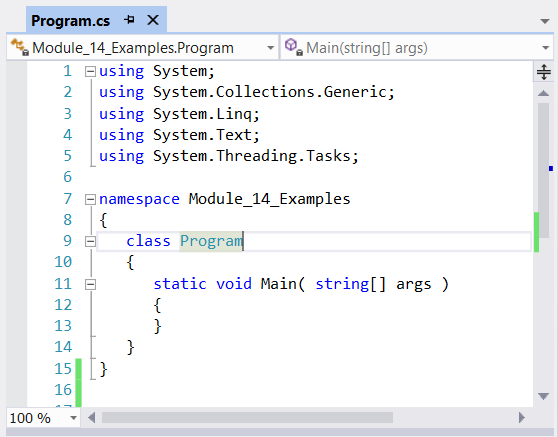 Program.cs
Module_14_Examples.Program Main(string[] args)
1 using System;
2 using System.Collections.Generic;
3 using System.Linq;
4 using System.Text;
5 using System.Threading.Tasks;
6
7 namespace Module_14_Examples
8 {
9 class Program
10 {
11 static void Main( string[] args )
12 {
13 }
14 }
15 }
16
100 %